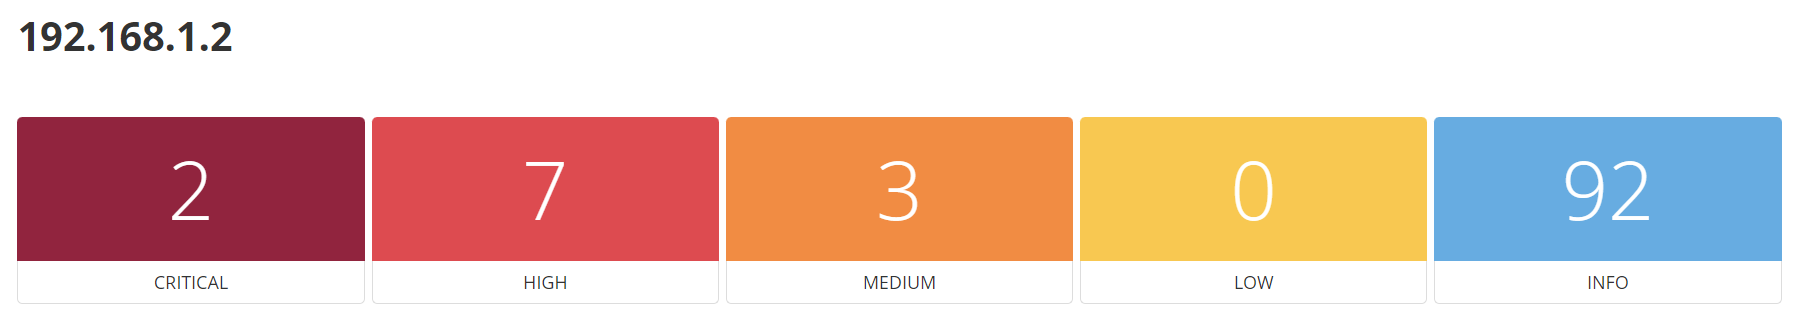 192.168.1.2
2 7 3 0 92
CRITICAL HIGH MEDIUM LOW INFO